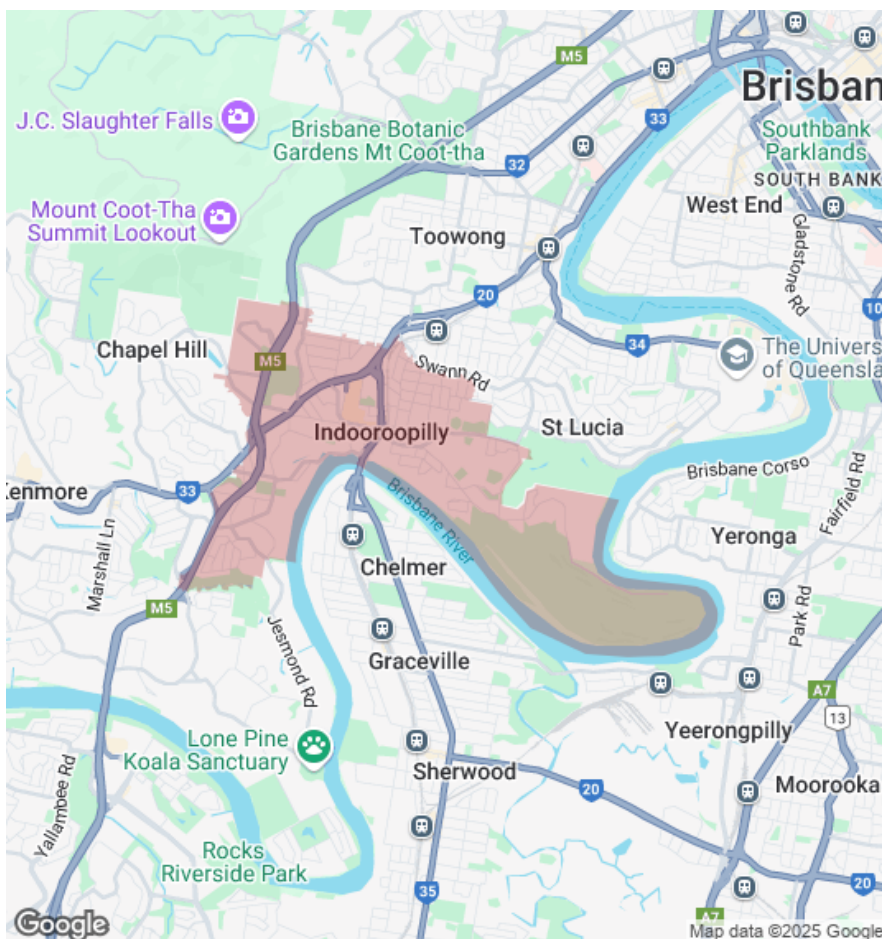 M5
Brisban
J.C. Slaughter Falls
Brisbane Botanic
Gardens Mt Coot-tha
33
Southbank
Parklands
32
SOUTH BANK
Mount Coot-Tha
Summit Lookout
West End
Toowong
Gladstone Rd
20
10
Chapel Hill
M5
34
The Univers
of Queensla
Swann Rd
Indooroopilly
St Lucia
Brisbane Corso
Kenmore
33
Brisbane River
Fairfield Rd
Marshall Ln
Yeronga
Chelmer
M5
Park Rd
Jesmond Rd
Graceville
A7
13
Yeerongpilly
Lone Pine
Koala Sanctuary
Sherwood
20
Moorooka
Yallambee Rd
Rocks
Riverside Park
35
20
Google
A7
Map data ©2025 Google